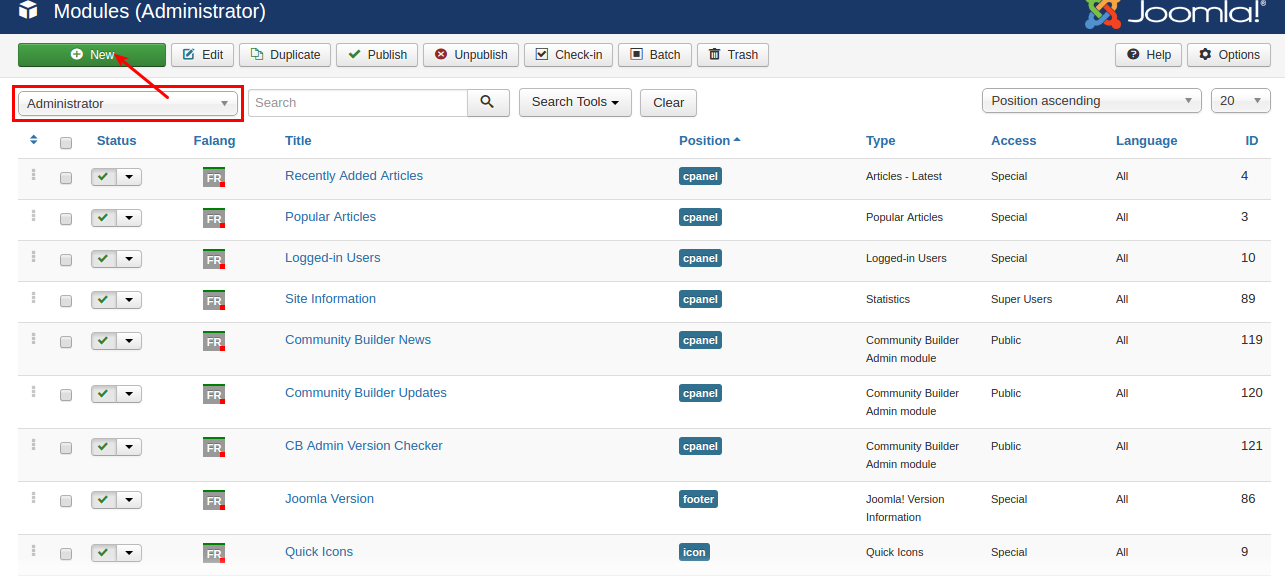 Modules (Administrator) Joomla!®
New Edit Duplicate Publish Unpublish Check-in Batch Trash Help Options
Administrator Search Search Tools Clear Position ascending 20
Status Falang Title Position Type Access Language ID
FR Recently Added Articles cpanel Articles - Latest Special All 4
FR Popular Articles cpanel Popular Articles Special All 3
FR Logged-in Users cpanel Logged-in Users Special All 10
FR Site Information cpanel Statistics Super Users All 89
FR Community Builder News cpanel Community Builder Public All 119
Admin module
FR Community Builder Updates cpanel Community Builder Public All 120
Admin module
FR CB Admin Version Checker cpanel Community Builder Public All 121
Admin module
FR Joomla Version footer Joomla! Version Special All 86
Information
FR Quick Icons icon Quick Icons Special All 9